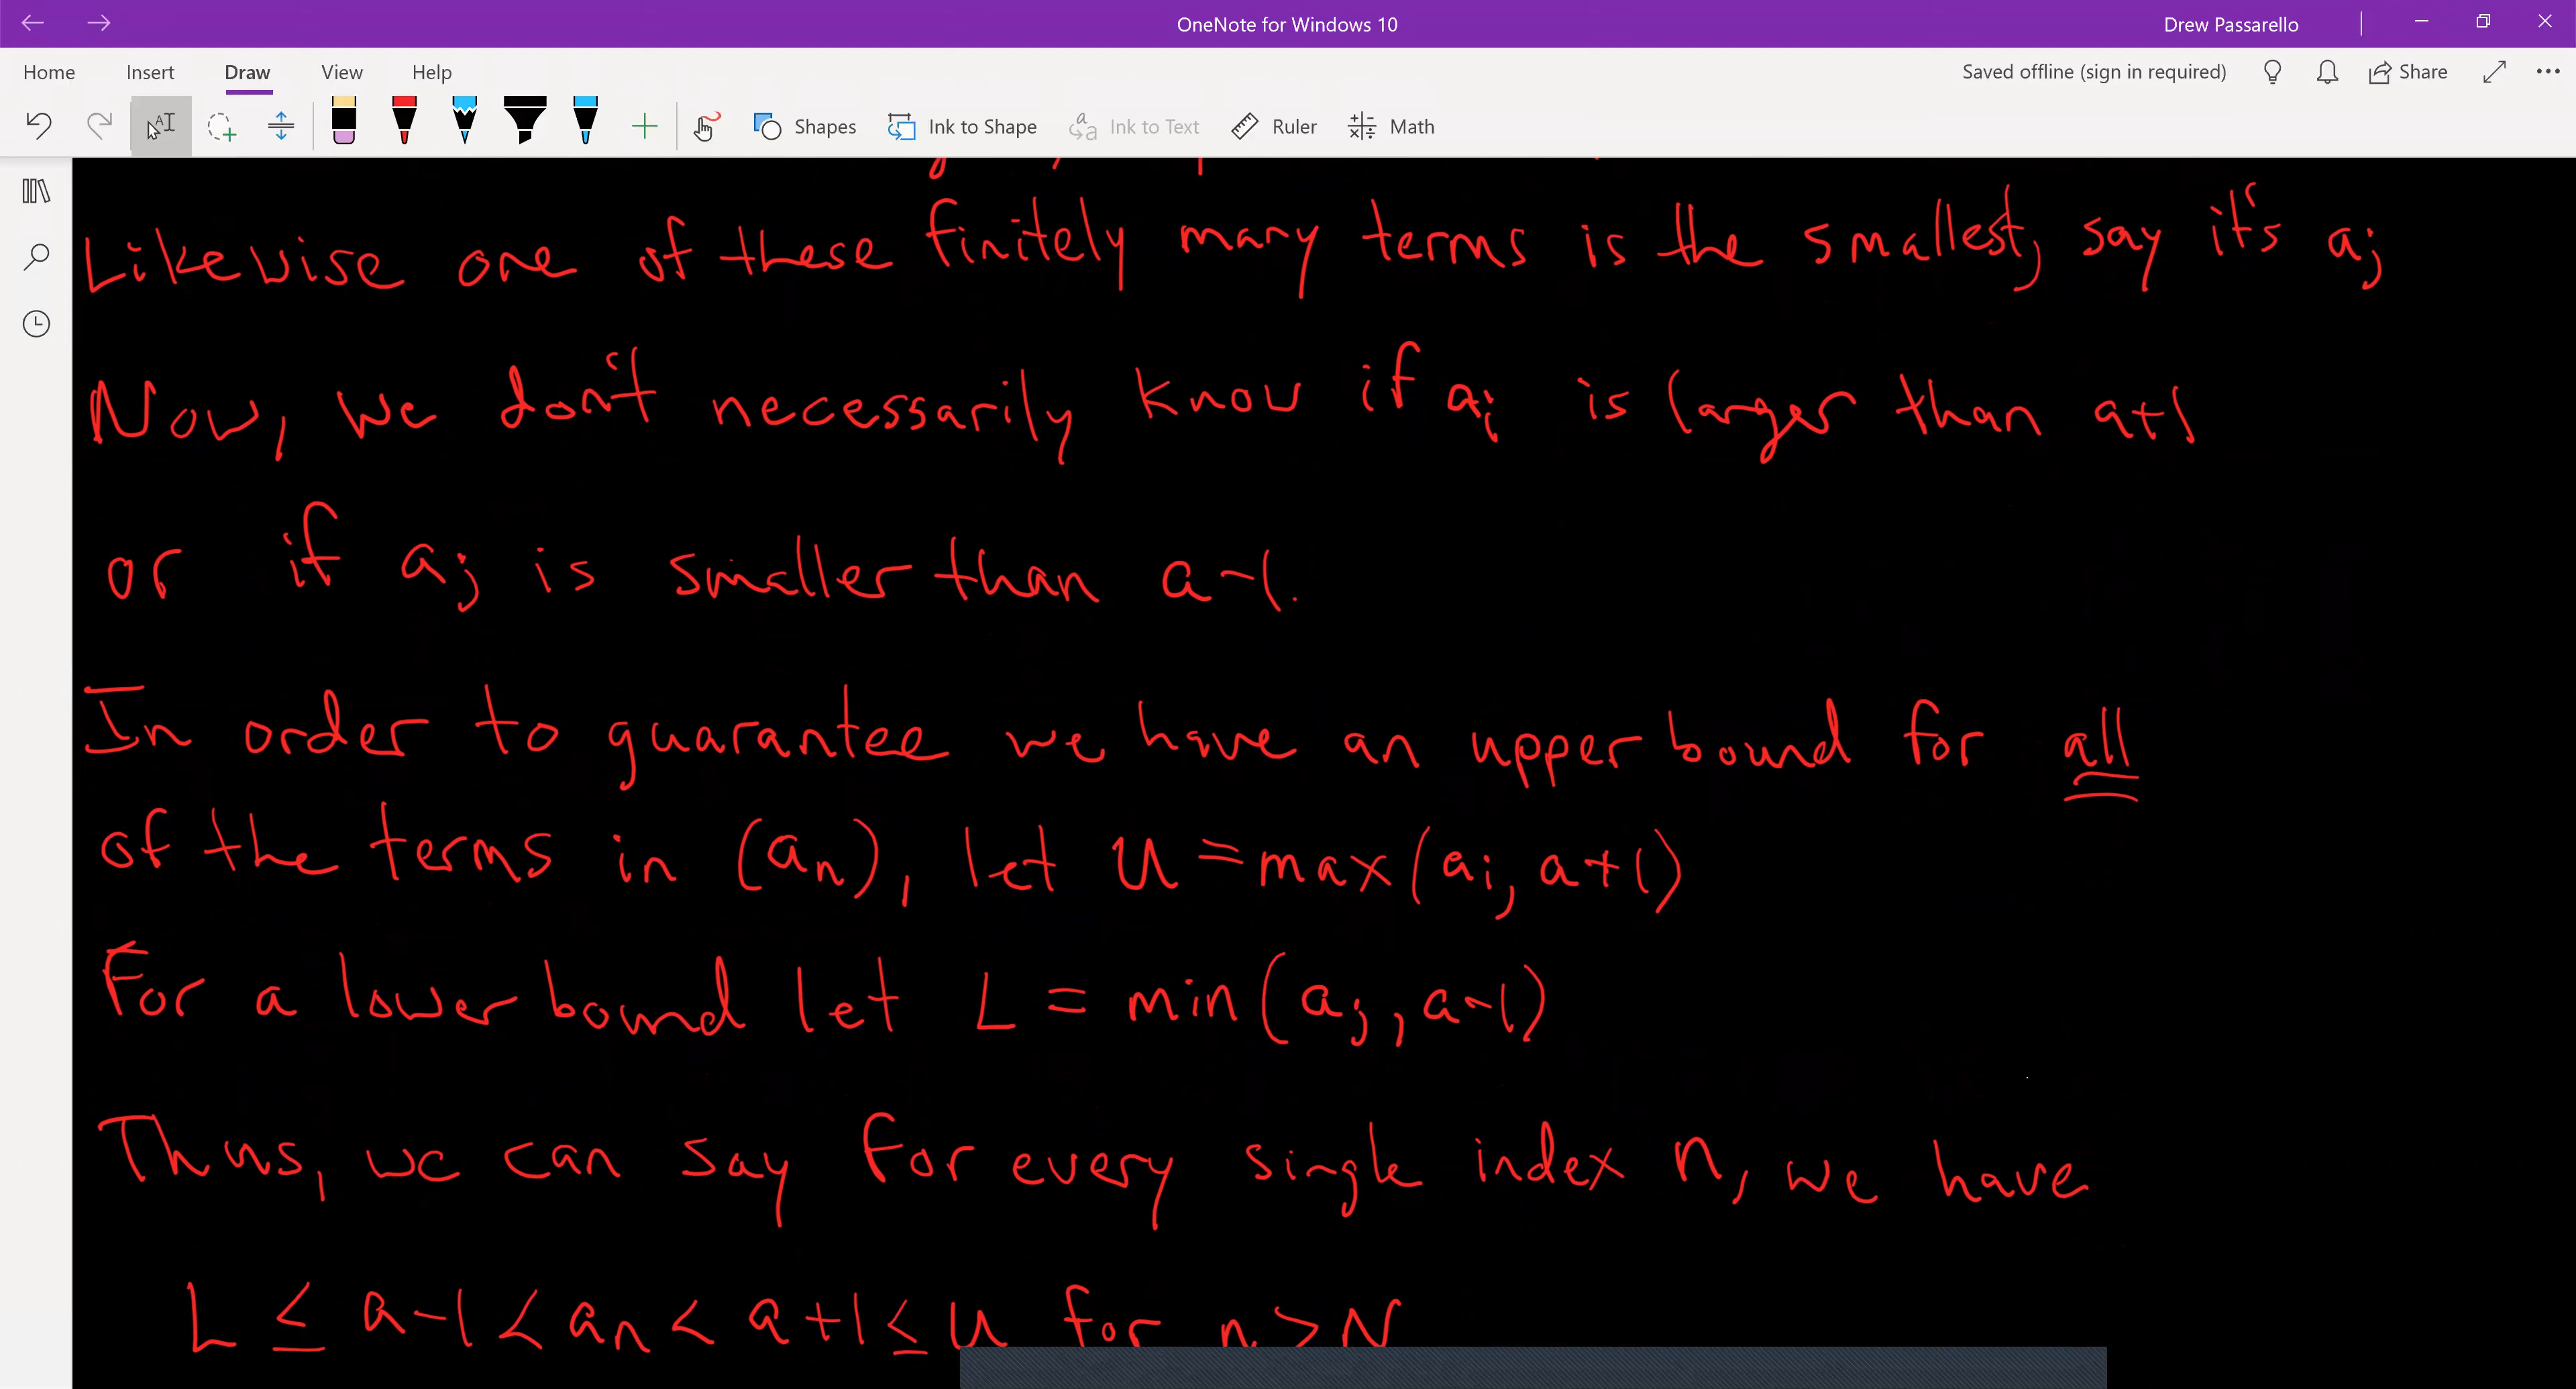 OneNote for Windows 10
Drew Passarello
Home Insert Draw View Help
Saved offline (sign in required) Share
Shapes Ink to Shape Ink to Text Ruler Math
Likewise one of these finitely many terms is the smallest, say it's aj
Now, we don't necessarily know if ai is larger than a+1
or if aj is smaller than a-1.
In order to guarantee we have an upper bound for all
of the terms in (an), let U = max(ai, a+1)
For a lower bound let L = min(aj, a-1)
Thus, we can say for every single index n, we have
L ≤ a-1 < an < a+1 ≤ U for n > N